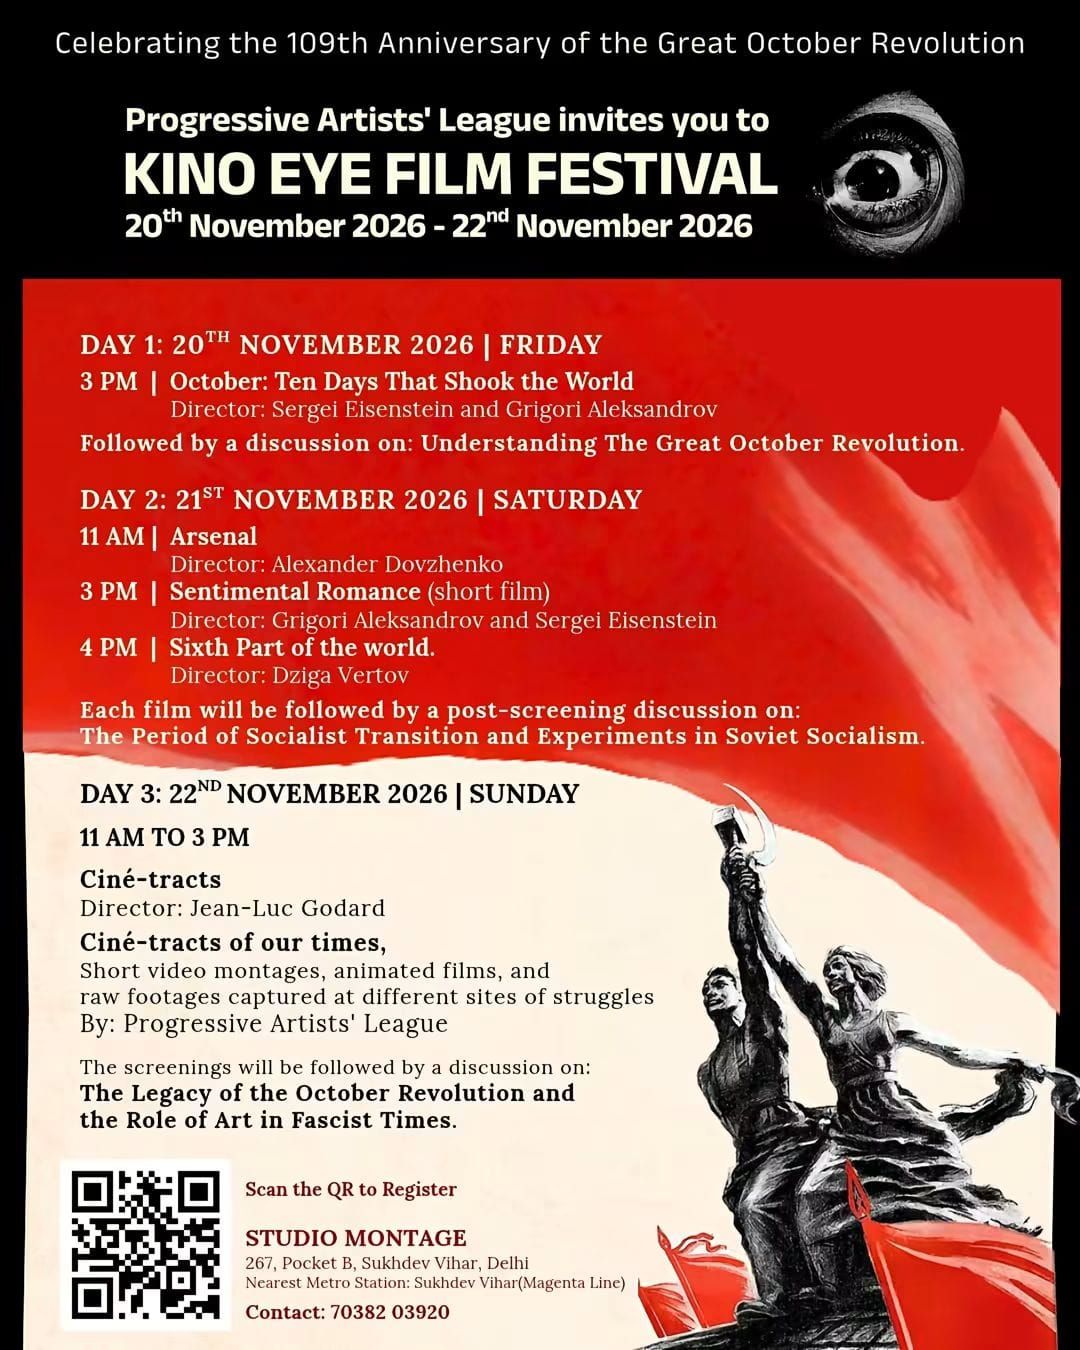 Celebrating the 109th Anniversary of the Great October Revolution
Progressive Artists' League invites you to
KINO EYE FILM FESTIVAL
20th November 2026 - 22nd November 2026
DAY 1: 20TH NOVEMBER 2026 | FRIDAY
3 PM | October: Ten Days That Shook the World
Director: Sergei Eisenstein and Grigori Aleksandrov
Followed by a discussion on: Understanding The Great October Revolution.
DAY 2: 21ST NOVEMBER 2026 | SATURDAY
11 AM | Arsenal
Director: Alexander Dovzhenko
3 PM | Sentimental Romance (short film)
Director: Grigori Aleksandrov and Sergei Eisenstein
4 PM | Sixth Part of the world.
Director: Dziga Vertov
Each film will be followed by a post-screening discussion on:
The Period of Socialist Transition and Experiments in Soviet Socialism.
DAY 3: 22ND NOVEMBER 2026 | SUNDAY
11 AM TO 3 PM
Ciné-tracts
Director: Jean-Luc Godard
Ciné-tracts of our times,
Short video montages, animated films, and
raw footages captured at different sites of struggles
By: Progressive Artists' League
The screenings will be followed by a discussion on:
The Legacy of the October Revolution and
the Role of Art in Fascist Times.
Scan the QR to Register
STUDIO MONTAGE
267, Pocket B, Sukhdev Vihar, Delhi
Nearest Metro Station: Sukhdev Vihar(Magenta Line)
Contact: 70382 03920